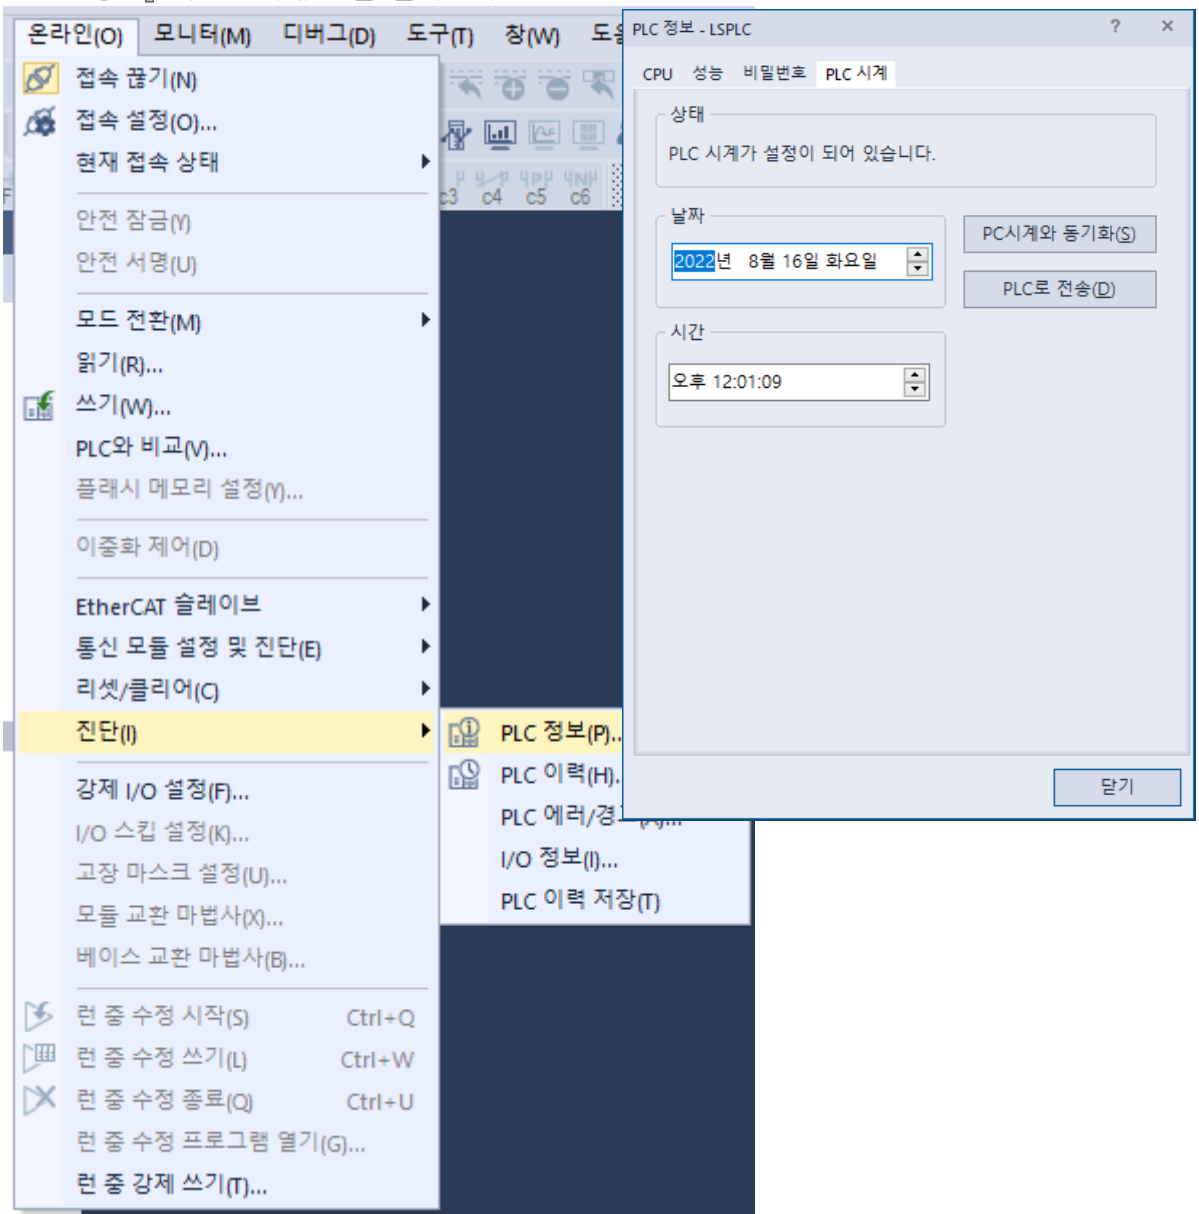 온라인(O) 모니터(M) 디버그(D) 도구(T) 창(W)
접속 끊기(N)
접속 설정(O)...
현재 접속 상태
안전 잠금(Y)
안전 서명(U)
모드 전환(M)
읽기(R)...
쓰기(W)...
PLC와 비교(V)...
플래시 메모리 설정(Y)...
이중화 제어(D)
EtherCAT 슬레이브
통신 모듈 설정 및 진단(E)
리셋/클리어(C)
진단(I)
강제 I/O 설정(F)...
I/O 스킵 설정(K)...
고장 마스크 설정(U)...
모듈 교환 마법사(X)...
베이스 교환 마법사(B)...
런 중 수정 시작(S) Ctrl+Q
런 중 수정 쓰기(L) Ctrl+W
런 중 수정 종료(Q) Ctrl+U
런 중 수정 프로그램 열기(G)...
런 중 강제 쓰기(T)...
c3 c4 c5 c6
PLC 정보(P)..
PLC 이력(H).
PLC 에러/경
I/O 정보(I)...
PLC 이력 저장(T)
PLC 정보 - LSPLC ? ×
CPU 성능 비밀번호 PLC 시계
상태
PLC 시계가 설정이 되어 있습니다.
날짜
2022년 8월 16일 화요일
PC시계와 동기화(S)
PLC로 전송(D)
시간
오후 12:01:09
닫기